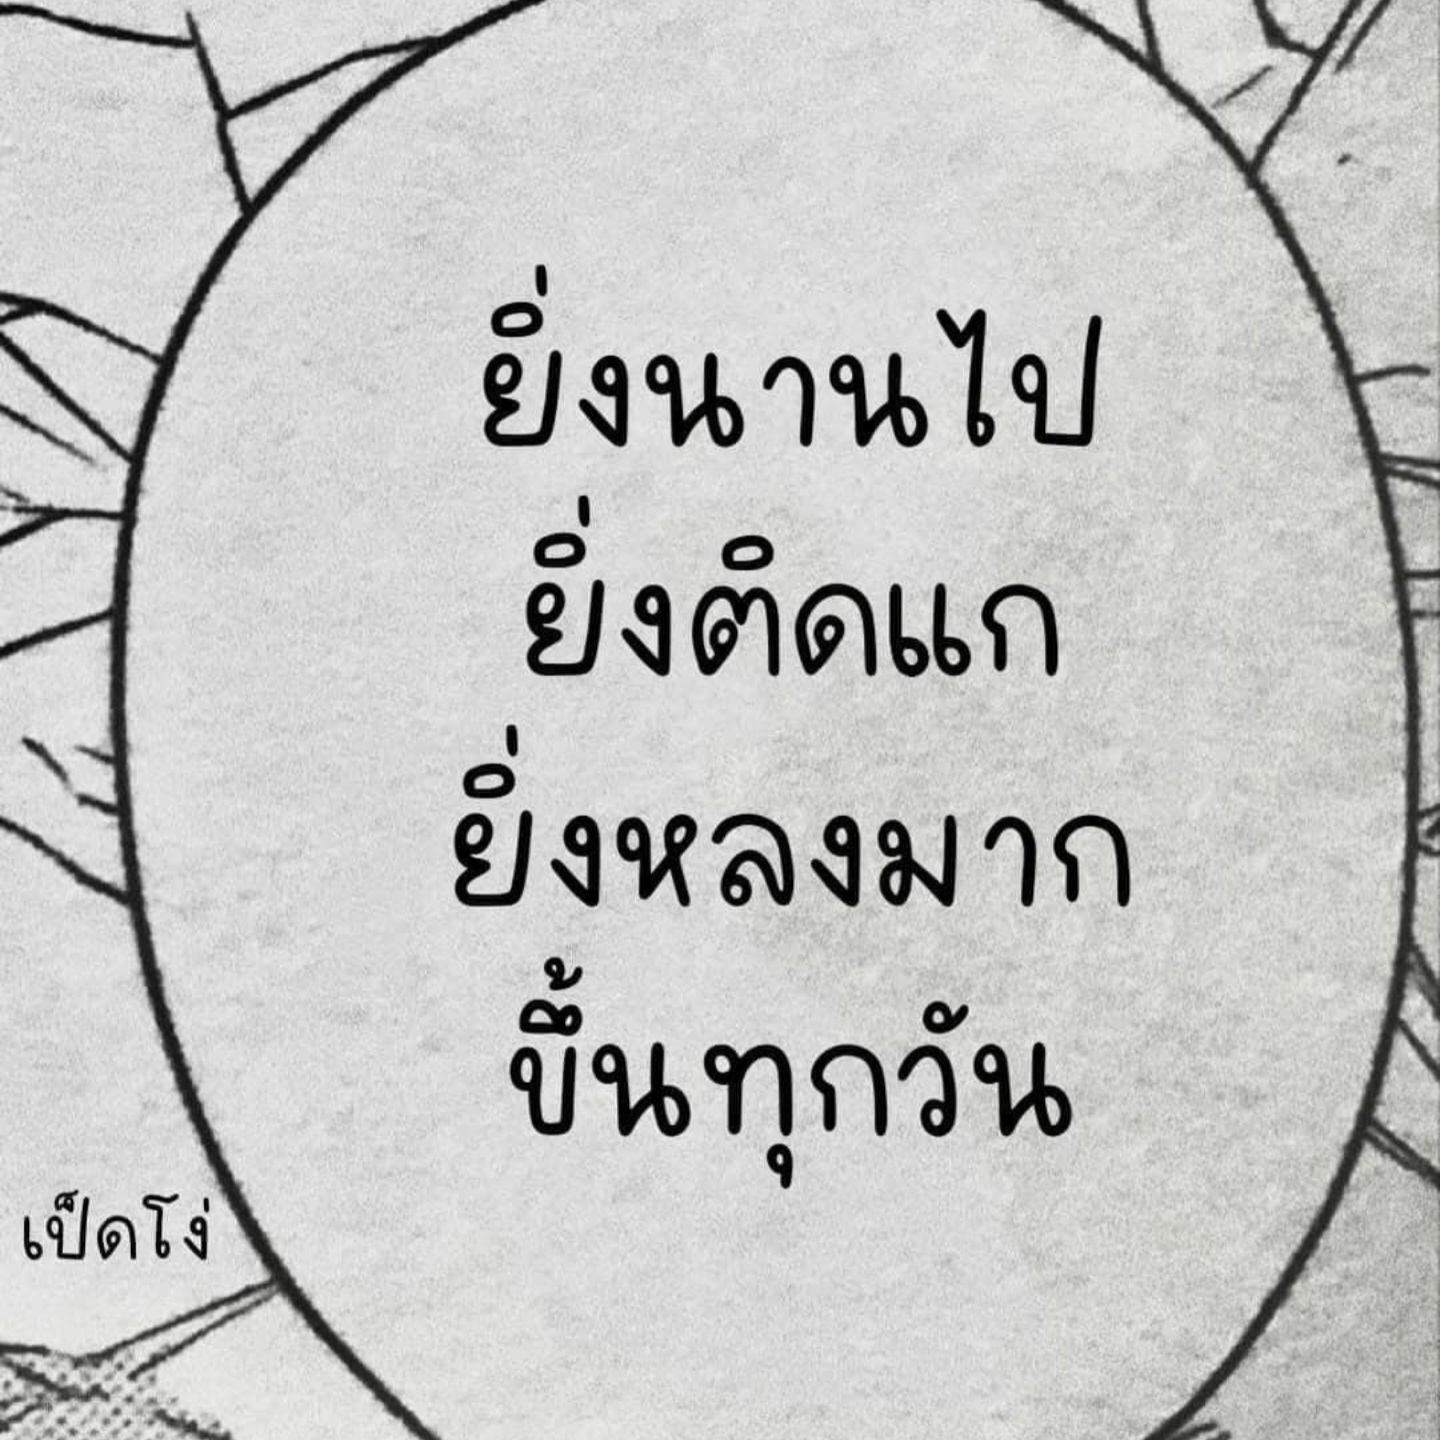 ยิ่งนานไป
ยิ่งติดแก
ยิ่งหลงมาก
ขึ้นทุกวัน
เป็ดโง่